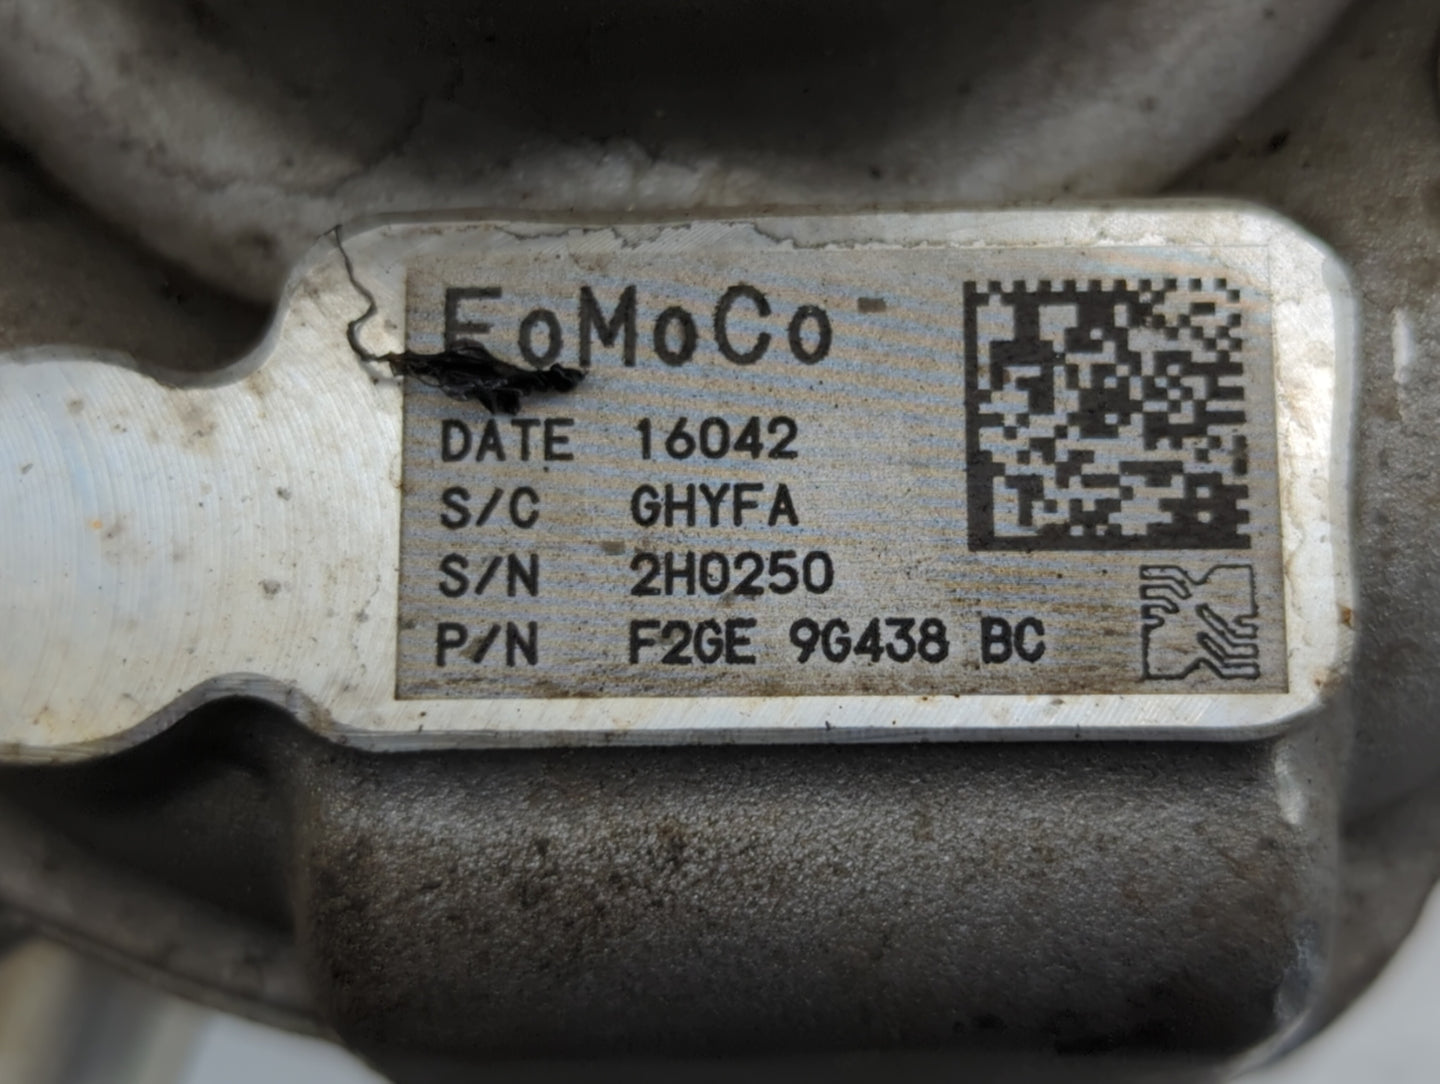 FoMoCo
DATE 16042
S/C GHYFA
S/N 2H0250
P/N F2GE 9G438 BC